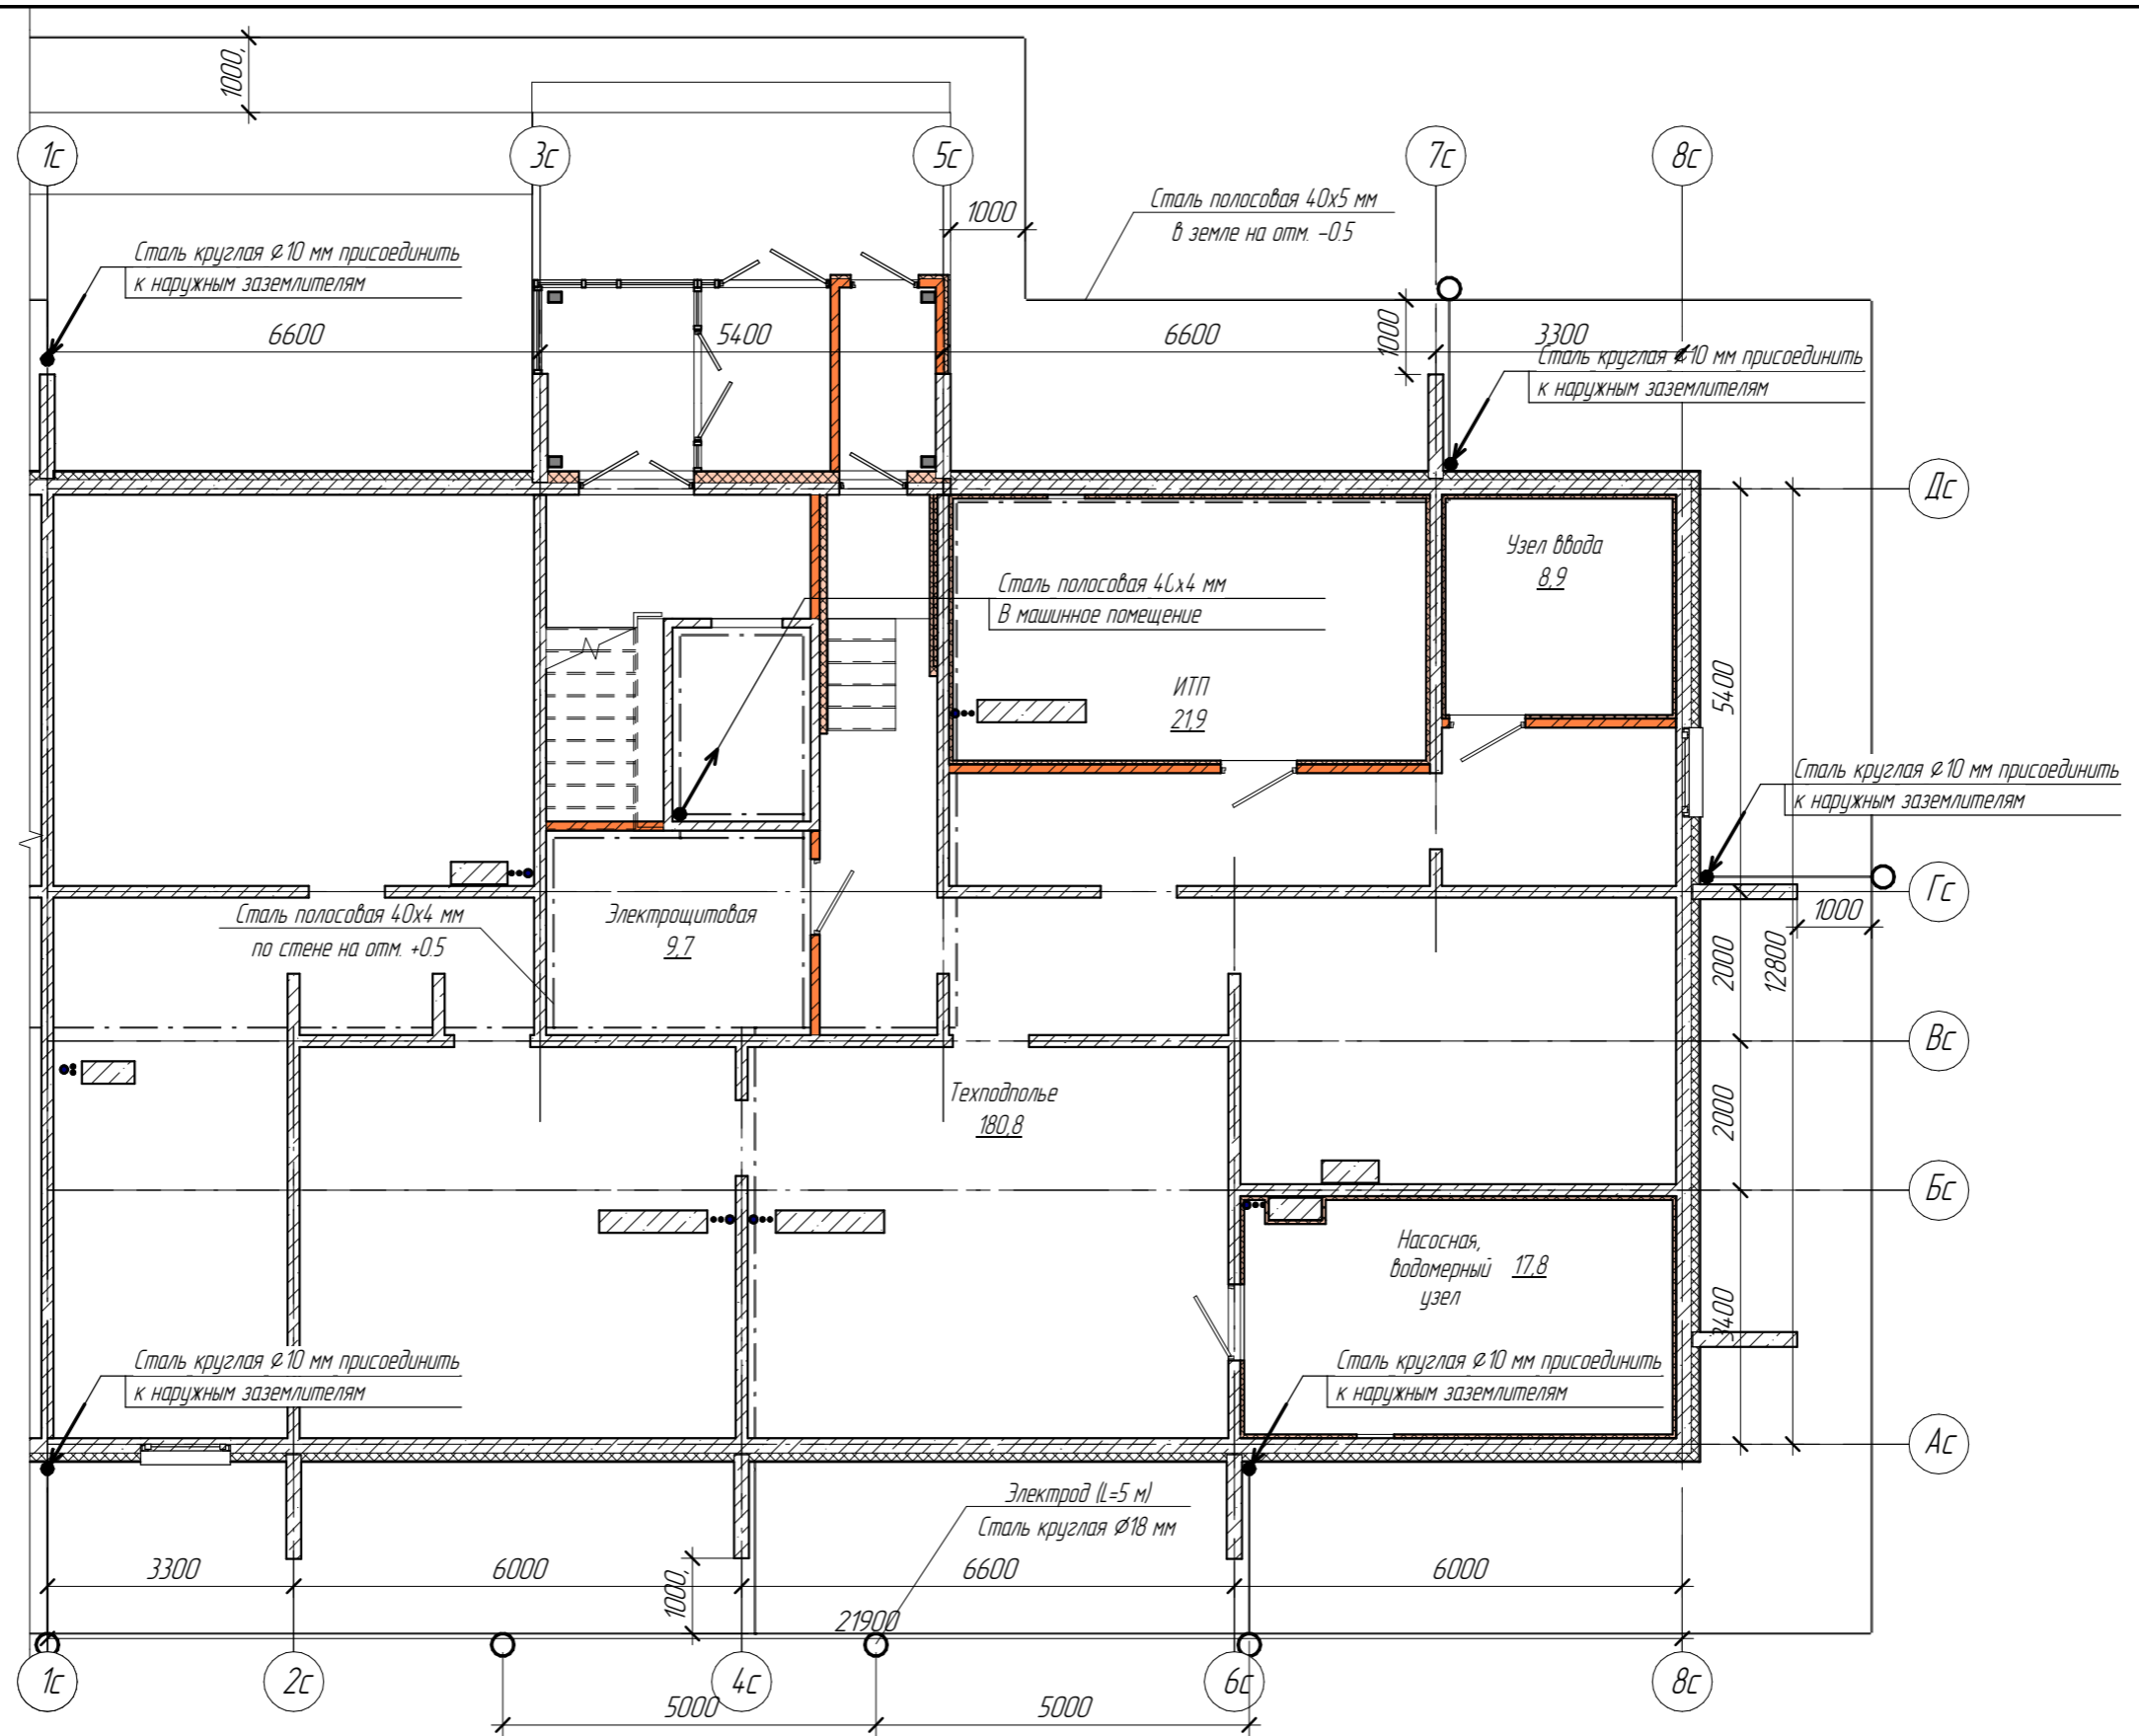 1000
1с
3с
5с
7с
8с
Сталь полосовая 40х5 мм
в земле на отм. -0.5
1000
Сталь круглая ⌀10 мм присоединить
к наружным заземлителям
6600
5400
6600
3300
1000
Сталь круглая ⌀10 мм присоединить
к наружным заземлителям
Дс
Узел ввода
8,9
Сталь полосовая 40х4 мм
В машинное помещение
ИТП
21,9
5400
Сталь круглая ⌀10 мм присоединить
к наружным заземлителям
Гс
1000
Сталь полосовая 40х4 мм
по стене на отм. +0.5
Электрощитовая
9,7
2000
12800
Вс
Техподполье
180,8
2000
Бс
Насосная,
водомерный 17,8
узел
3400
Сталь круглая ⌀10 мм присоединить
к наружным заземлителям
Сталь круглая ⌀10 мм присоединить
к наружным заземлителям
Ас
Электрод (L=5 м)
Сталь круглая ⌀18 мм
3300
6000
1000
6600
6000
21900
1с
2с
4с
6с
8с
5000
5000